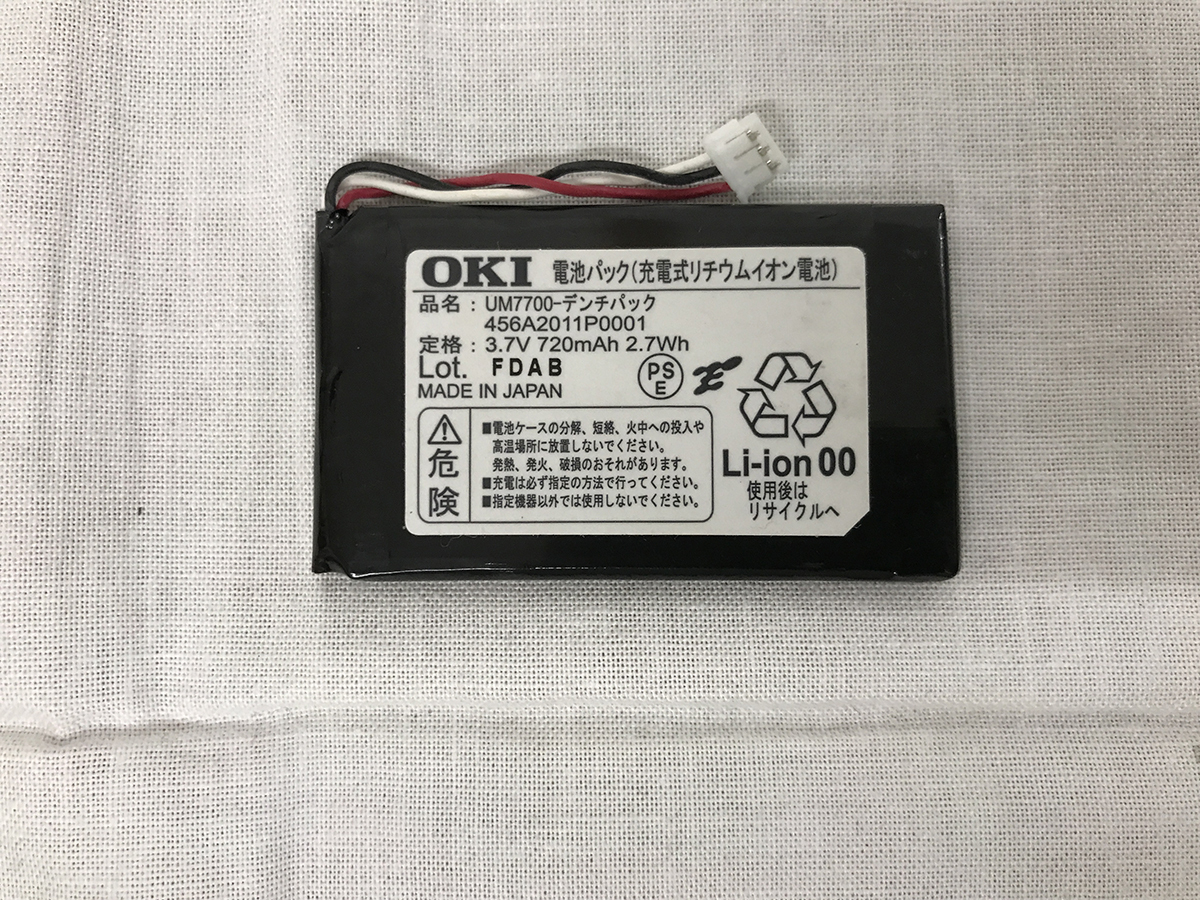 OKI 電池パック(充電式リチウムイオン電池)
品名：UM7700-デンチパック
456A2011P0001
定格：3.7V 720mAh 2.7Wh
Lot. FDAB
MADE IN JAPAN
PS
E
危険
■電池ケースの分解、短絡、火中への投入や
高温場所に放置しないでください。
発熱、発火、破損のおそれがあります。
■充電は必ず指定の方法で行ってください。
■指定機器以外では使用しないでください。
Li-ion 00
使用後は
リサイクルへ